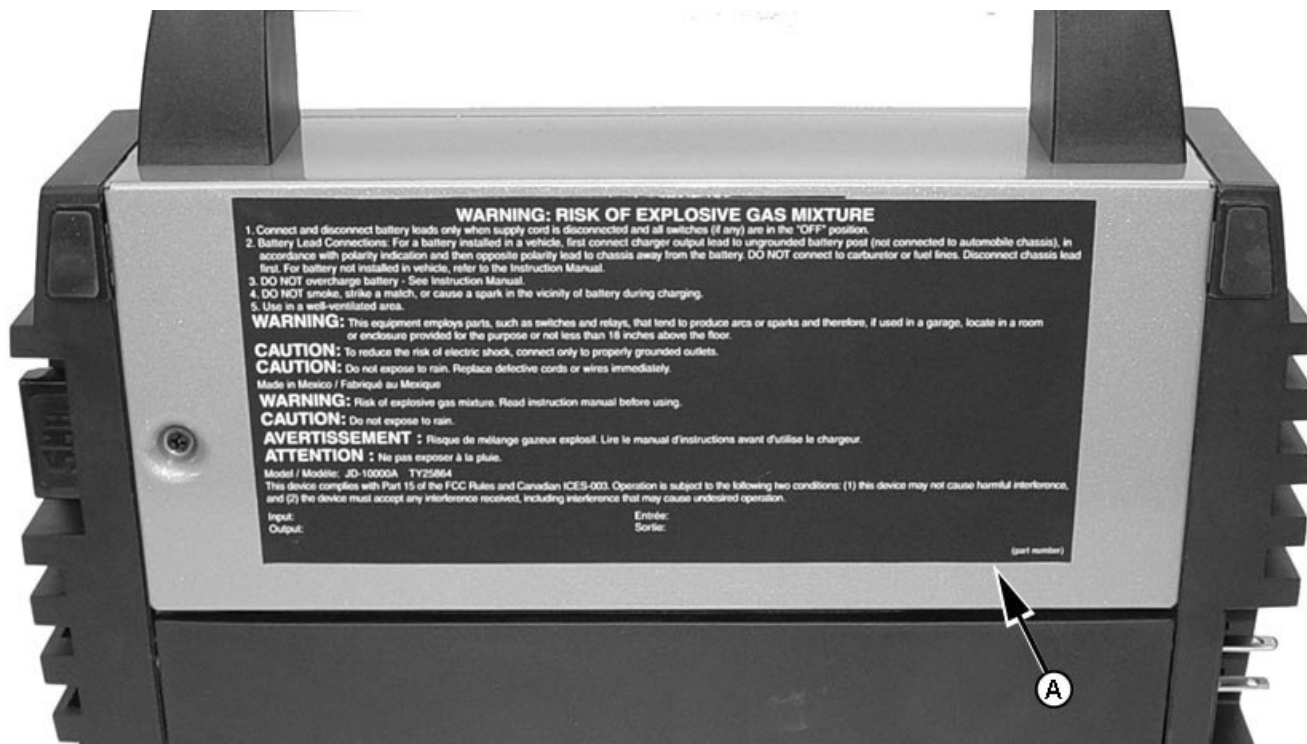 WARNING: RISK OF EXPLOSIVE GAS MIXTURE
1. Connect and disconnect battery leads only when supply cord is disconnected and all switches (if any) are in the "OFF" position.
2. Battery Lead Connections: For a battery installed in a vehicle, first connect charger output lead to ungrounded battery post (not connected to automobile chassis), in
accordance with polarity indication and then opposite polarity lead to chassis away from the battery. DO NOT connect to carburetor or fuel lines. Disconnect chassis lead
first. For battery not installed in vehicle, refer to the Instruction Manual.
3. DO NOT overcharge battery - See Instruction Manual.
4. DO NOT smoke, strike a match, or cause a spark in the vicinity of battery during charging.
5. Use in a well-ventilated area.
WARNING: This equipment employs parts, such as switches and relays, that tend to produce arcs or sparks and therefore, if used in a garage, locate in a room
or enclosure provided for the purpose or not less than 18 inches above the floor.
CAUTION: To reduce the risk of electric shock, connect only to properly grounded outlets.
CAUTION: Do not expose to rain. Replace defective cords or wires immediately.
Made in Mexico / Fabriqué au Mexique
WARNING: Risk of explosive gas mixture. Read instruction manual before using.
CAUTION: Do not expose to rain.
AVERTISSEMENT : Risque de mélange gazeux explosif. Lire le manual d'instructions avant d'utilise le chargeur.
ATTENTION : Ne pas exposer à la pluie.
Model / Modèle: JD-10000A TY25864
This device complies with Part 15 of the FCC Rules and Canadian ICES-003. Operation is subject to the following two conditions: (1) this device may not cause harmful interference,
and (2) the device must accept any interference received, including interference that may cause undesired operation.
Input: Entrée:
Output: Sortie:
(part number)
A